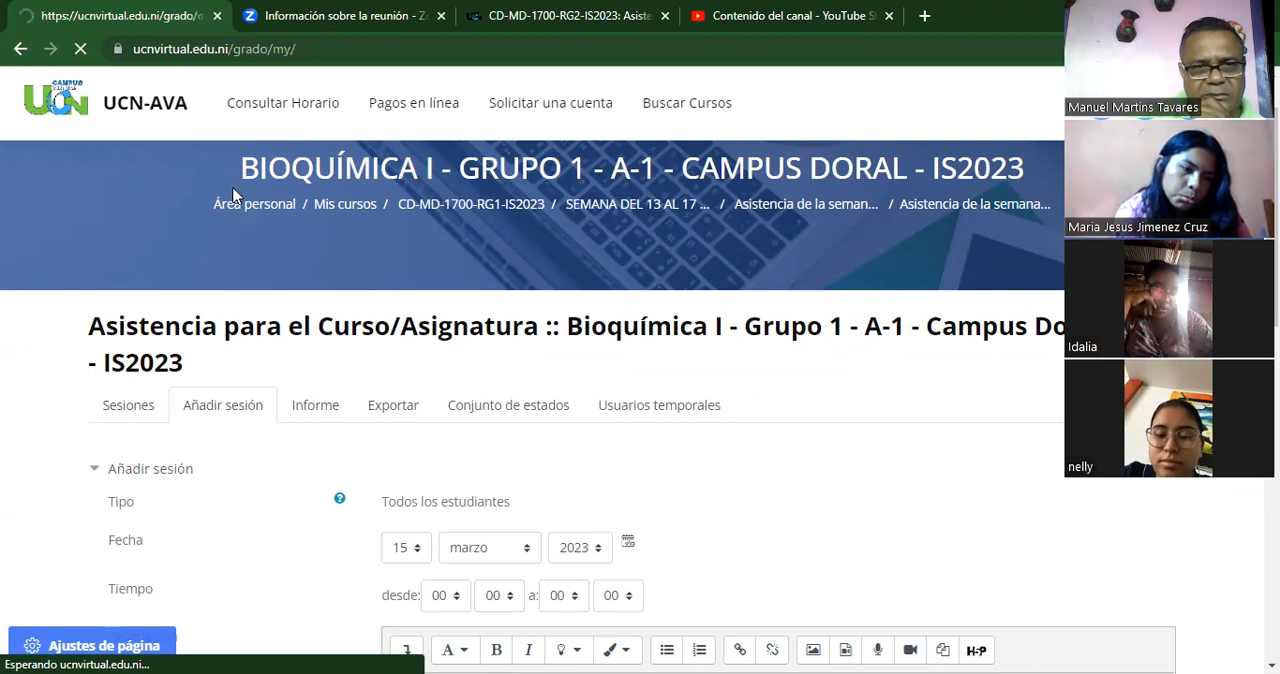 https://ucnvirtual.edu.ni/grado/
Información sobre la reunión - Z
CD-MD-1700-RG2-IS2023: Asiste
Contenido del canal - YouTube S
ucnvirtual.edu.ni/grado/my/
CAMPUS
UCN
UCN-AVA
Consultar Horario
Pagos en línea
Solicitar una cuenta
Buscar Cursos
BIOQUÍMICA I - GRUPO 1 - A-1 - CAMPUS DORAL - IS2023
Área personal / Mis cursos / CD-MD-1700-RG1-IS2023 / SEMANA DEL 13 AL 17 ... / Asistencia de la seman... / Asistencia de la semana...
Asistencia para el Curso/Asignatura :: Bioquímica I - Grupo 1 - A-1 - Campus Do
- IS2023
Sesiones
Añadir sesión
Informe
Exportar
Conjunto de estados
Usuarios temporales
Añadir sesión
Tipo
Todos los estudiantes
Fecha
15 marzo 2023
Tiempo
desde: 00 00 a: 00 00
A B I H-P
Ajustes de página
Esperando ucnvirtual.edu.ni...
Manuel Martins Tavares
Maria Jesus Jimenez Cruz
Idalia
nelly